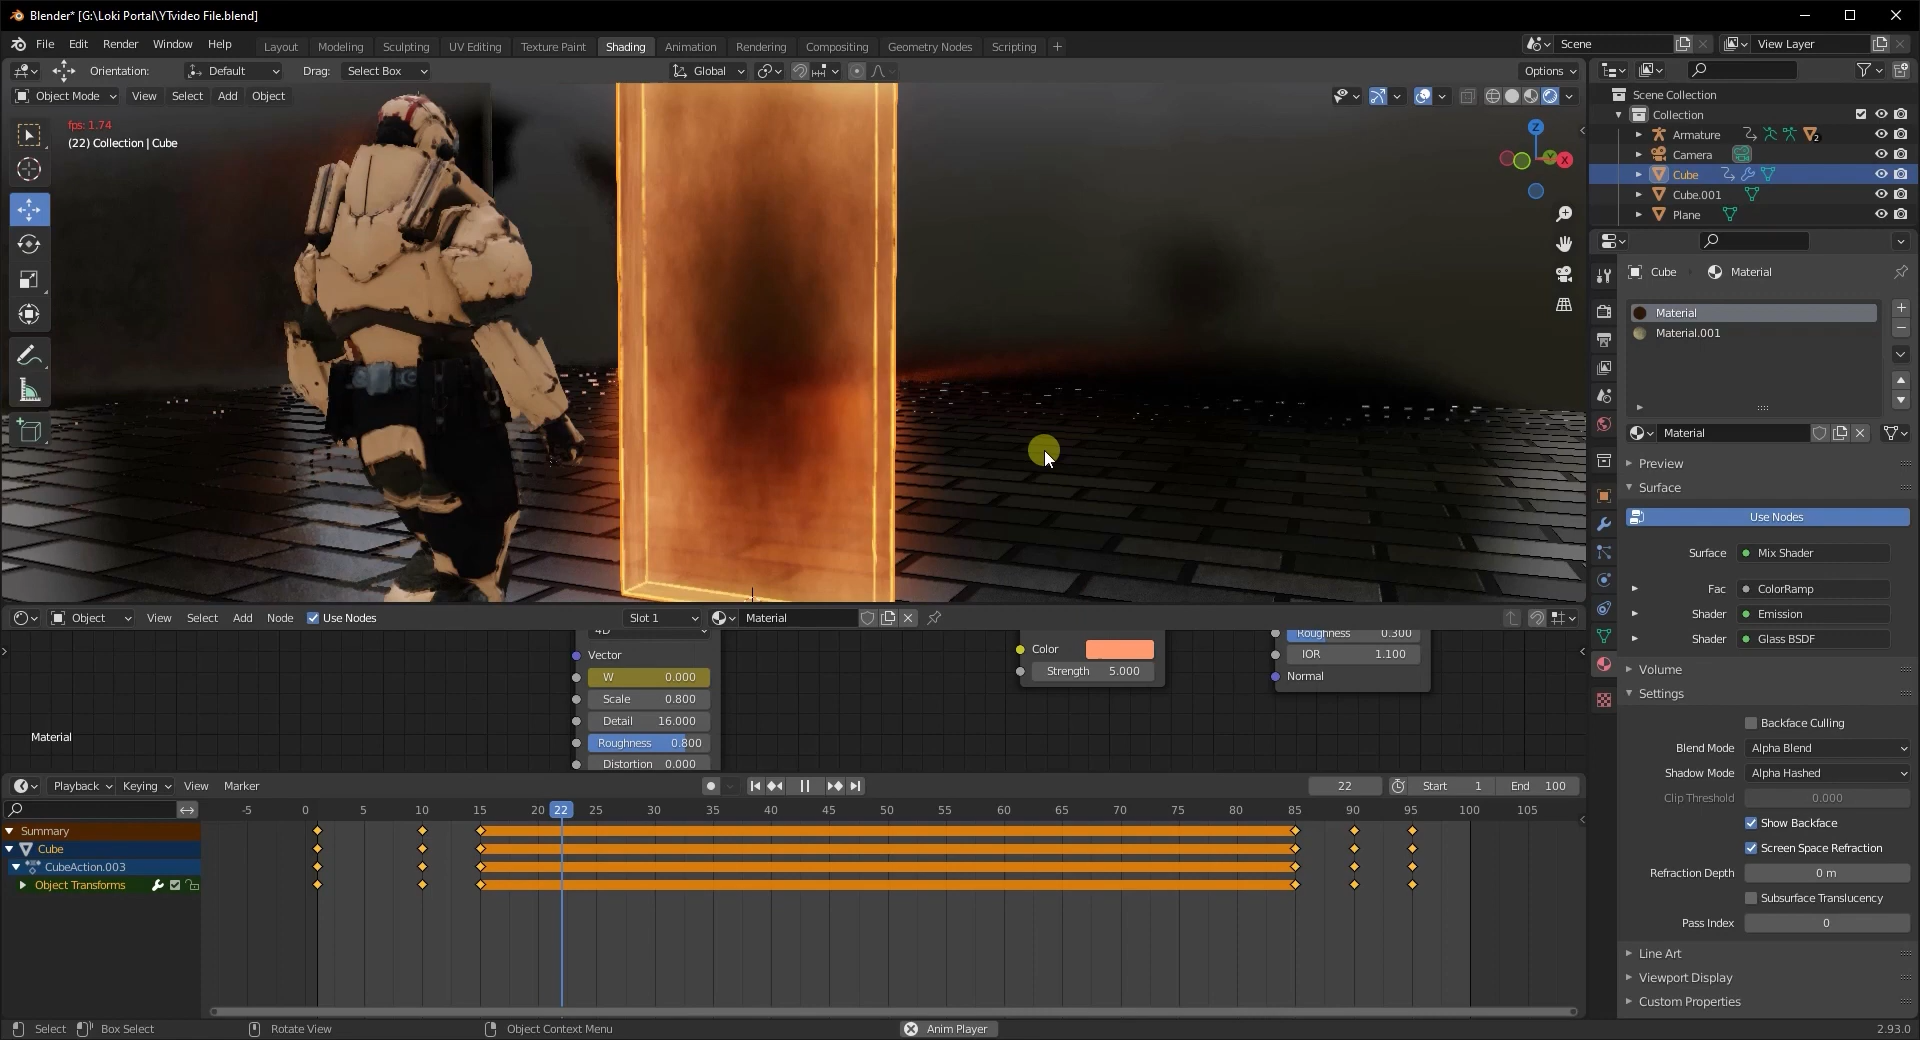 Blender* [G:\Loki Portal\YTvideo File.blend]
File Edit Render Window Help Layout Modeling Sculpting UV Editing Texture Paint Shading Animation Rendering Compositing Geometry Nodes Scripting + Scene View Layer
Orientation: Default Drag: Select Box Global Options
Object Mode View Select Add Object
fps: 1.74
(22) Collection | Cube
Z
Y
X
Scene Collection
Collection
Armature 2
Camera
Cube
Cube.001
Plane
Cube Material
Material
Material.001
Material
Preview
Surface
Use Nodes
Surface Mix Shader
Fac ColorRamp
Shader Emission
Shader Glass BSDF
Volume
Settings
Backface Culling
Blend Mode Alpha Blend
Shadow Mode Alpha Hashed
Clip Threshold 0.000
Show Backface
Screen Space Refraction
Refraction Depth 0 m
Subsurface Translucency
Pass Index 0
Line Art
Viewport Display
Custom Properties
Object View Select Add Node Use Nodes Slot 1 Material
4D
Vector
W 0.000
Scale 0.800
Detail 16.000
Roughness 0.800
Distortion 0.000
Color
Strength 5.000
Roughness 0.300
IOR 1.100
Normal
Material
Playback Keying View Marker 22 Start 1 End 100
-5 0 5 10 15 20 22 25 30 35 40 45 50 55 60 65 70 75 80 85 90 95 100 105
Summary
Cube
CubeAction.003
Object Transforms
Select Box Select Rotate View Object Context Menu Anim Player 2.93.0